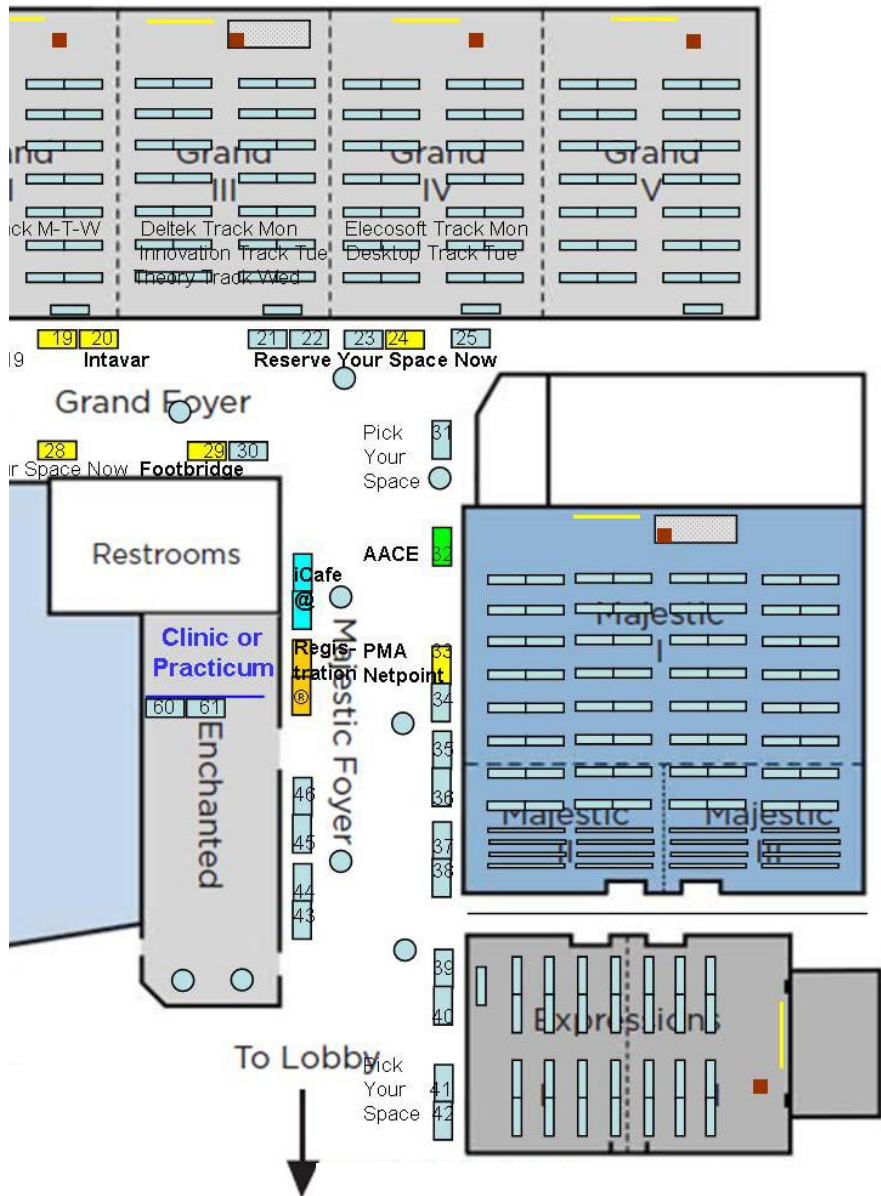 and Grand Grand Grand
I III IV V
ck M-T-W Deltek Track Mon Elecosoft Track Mon
Innovation Track Tue Desktop Track Tue
Theory Track Wed
19 20 21 22 23 24 25
19 Intavar Reserve Your Space Now
Grand Foyer
Pick 31
Your
Space
28 29 30
ur Space Now Footbridge
Restrooms
AACE 32
iCafe
@
Majestic
I
Clinic or
Practicum
Regis-
tration
®
PMA 33
Netpoint
34
Majestic Foyer
60 61
Enchanted
35
36
46
45
44
43
37
38
Majestic Majestic
II III
39
40
Expressions
To Lobby
Pick
Your 41
Space 42